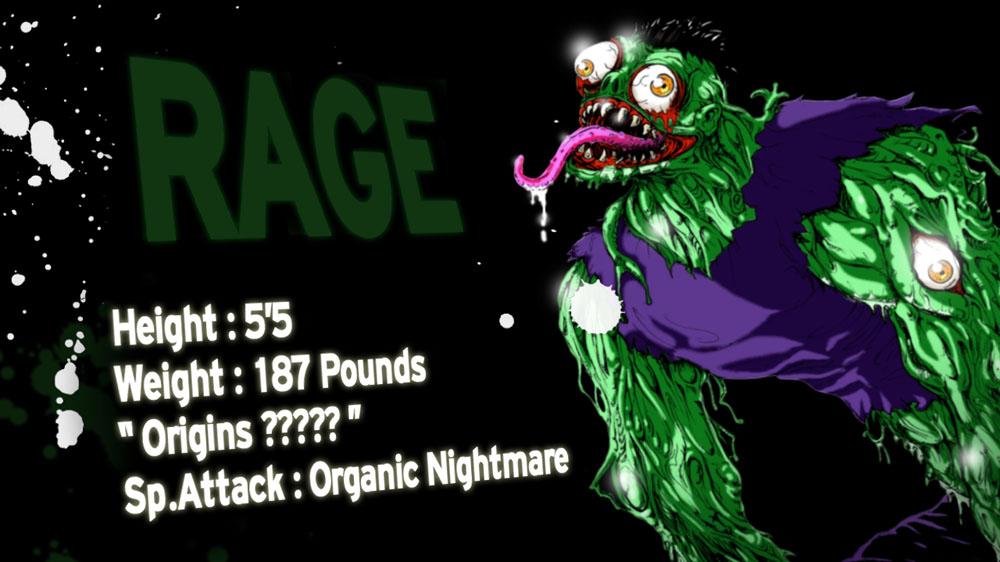 RAGE
Height : 5'5
Weight : 187 Pounds
" Origins ????? "
Sp.Attack : Organic Nightmare